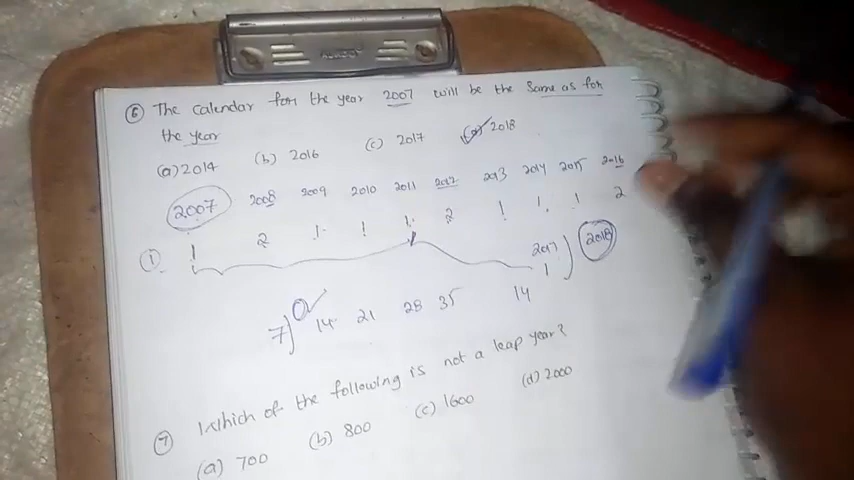 ⑥ The calendar for the year 2007 will be the same as for
the year
(a) 2014 (b) 2016 (c) 2017 (d) 2018
2007 2008 2009 2010 2011 2012 2013 2014 2015 2016
① 1 2 1 1 1 2 1 1 1 2
2017 2018
1
7) 0 14 21 28 35 14
⑦ Which of the following is not a leap year?
(a) 700 (b) 800 (c) 1600 (d) 2000